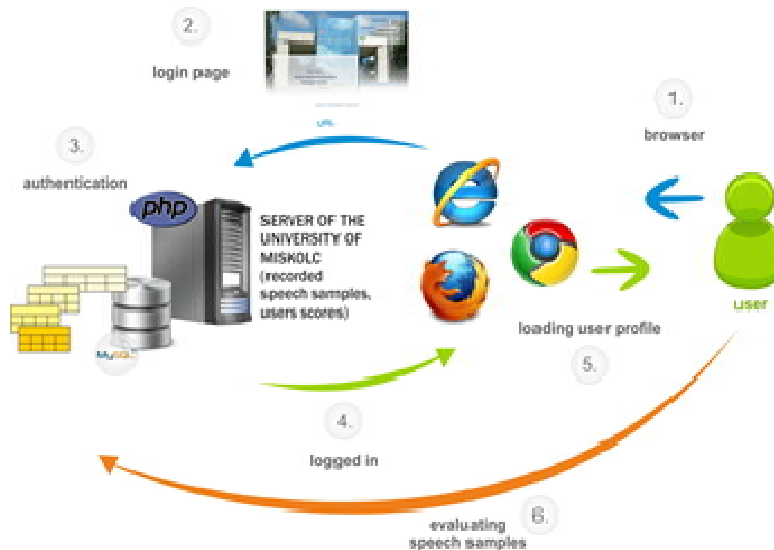 2.
login page
1.
browser
URL
3.
authentication
php
SERVER OF THE
UNIVERSITY OF
MISKOLC
(recorded
speech samples,
users scores)
MySQL
user
loading user profile
5.
4.
logged in
6.
evaluating
speech samples